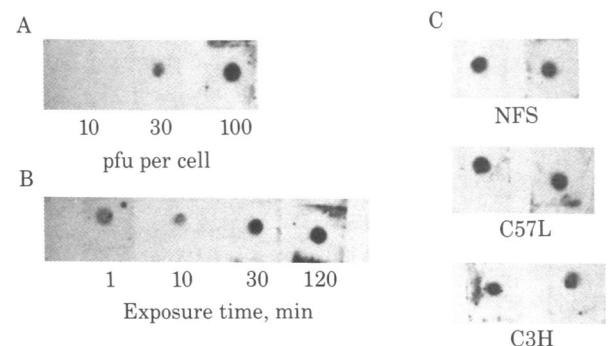 A
10 30 100
pfu per cell
B
1 10 30 120
Exposure time, min
C
NFS
C57L
C3H